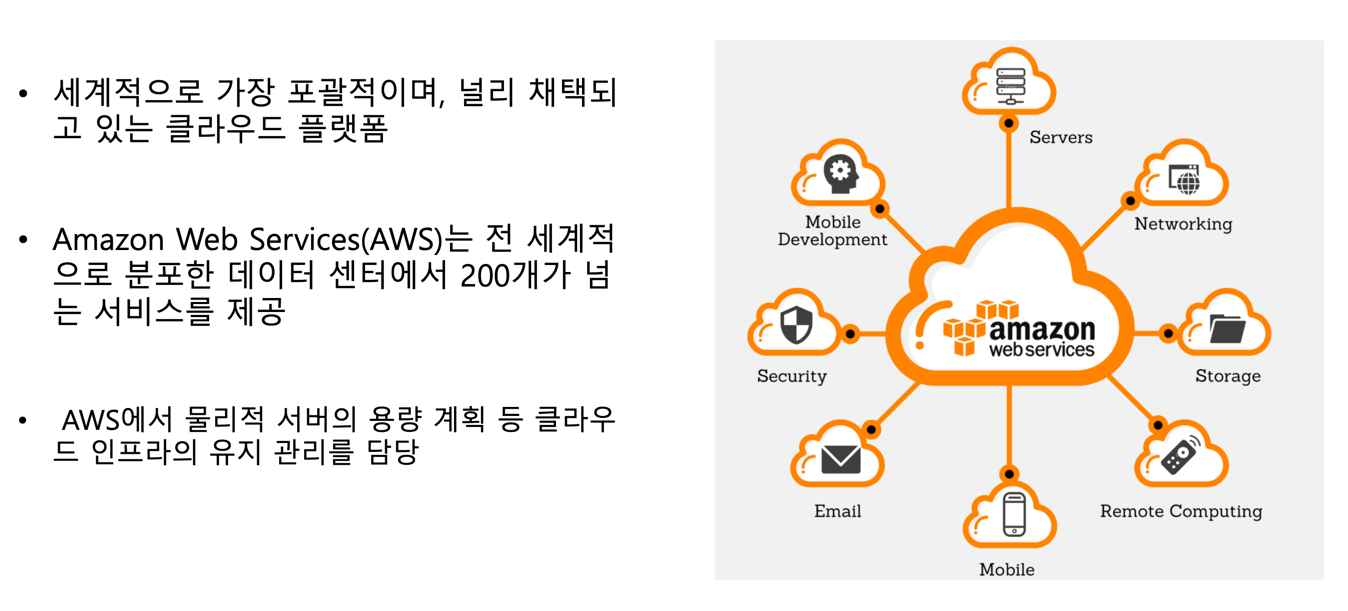 • 세계적으로 가장 포괄적이며, 널리 채택되
고 있는 클라우드 플랫폼
• Amazon Web Services(AWS)는 전 세계적
으로 분포한 데이터 센터에서 200개가 넘
는 서비스를 제공
• AWS에서 물리적 서버의 용량 계획 등 클라우
드 인프라의 유지 관리를 담당
Servers
Mobile
Development
Networking
amazon
webservices
Security
Storage
Email
Remote Computing
Mobile